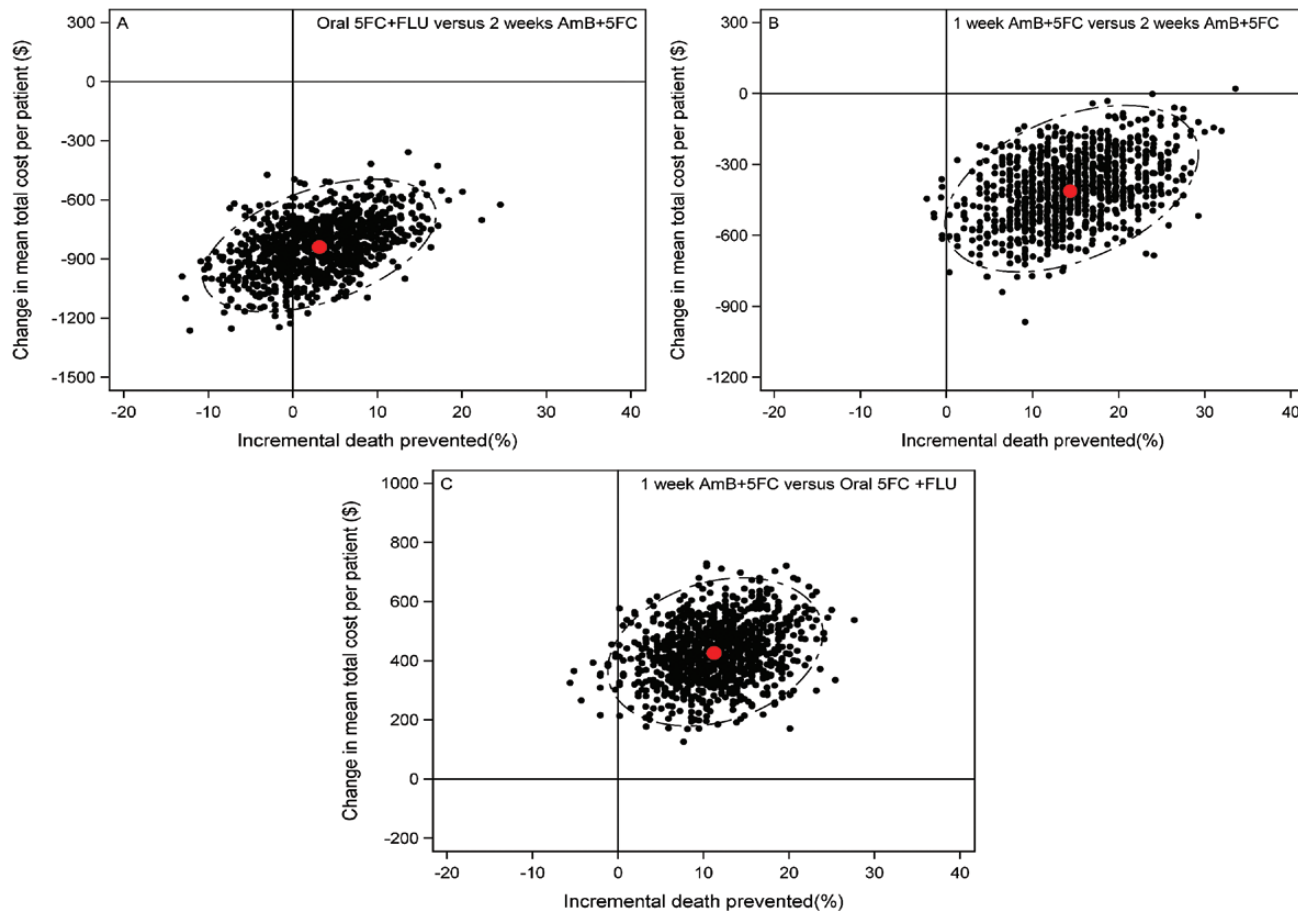 A
Oral 5FC+FLU versus 2 weeks AmB+5FC
Change in mean total cost per patient ($)
300
0
-300
-600
-900
-1200
-1500
-20 -10 0 10 20 30 40
Incremental death prevented(%)
B
1 week AmB+5FC versus 2 weeks AmB+5FC
Change in mean total cost per patient ($)
300
0
-300
-600
-900
-1200
-20 -10 0 10 20 30 40
Incremental death prevented(%)
C
1 week AmB+5FC versus Oral 5FC +FLU
Change in mean total cost per patient ($)
1000
800
600
400
200
0
-200
-20 -10 0 10 20 30 40
Incremental death prevented(%)